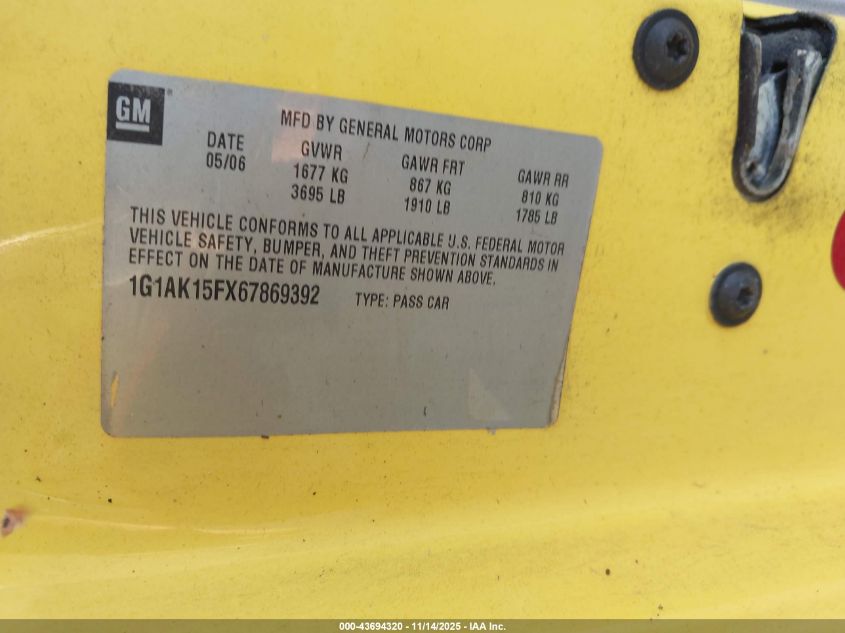 GM
MFD BY GENERAL MOTORS CORP
DATE GVWR GAWR FRT GAWR RR
05/06 1677 KG 867 KG 810 KG
3695 LB 1910 LB 1785 LB
THIS VEHICLE CONFORMS TO ALL APPLICABLE U.S. FEDERAL MOTOR
VEHICLE SAFETY, BUMPER, AND THEFT PREVENTION STANDARDS IN
EFFECT ON THE DATE OF MANUFACTURE SHOWN ABOVE.
1G1AK15FX67869392 TYPE: PASS CAR
000-43694320 - 11/14/2025 - IAA Inc.